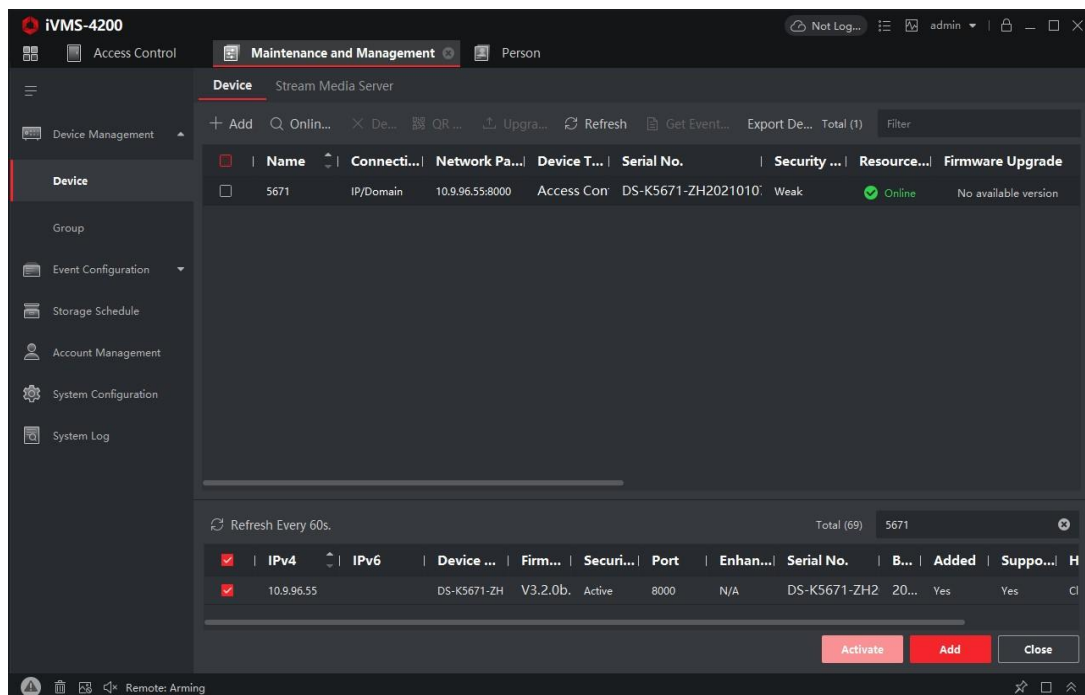 iVMS-4200
Not Log...
admin
Access Control
Maintenance and Management
Person
Device
Stream Media Server
Add
Onlin...
De...
QR ...
Upgra...
Refresh
Get Event...
Export De...
Total (1)
Filter
Name
Connecti...
Network Pa...
Device T...
Serial No.
Security ...
Resource...
Firmware Upgrade
5671
IP/Domain
10.9.96.55:8000
Access Con
DS-K5671-ZH2021010
Weak
Online
No available version
Device Management
Device
Group
Event Configuration
Storage Schedule
Account Management
System Configuration
System Log
Refresh Every 60s.
Total (69)
5671
IPv4
IPv6
Device ...
Firm...
Securi...
Port
Enhan...
Serial No.
B...
Added
Suppo...
H
10.9.96.55
DS-K5671-ZH
V3.2.0b.
Active
8000
N/A
DS-K5671-ZH2
20...
Yes
Yes
Cl
Activate
Add
Close
Remote: Arming